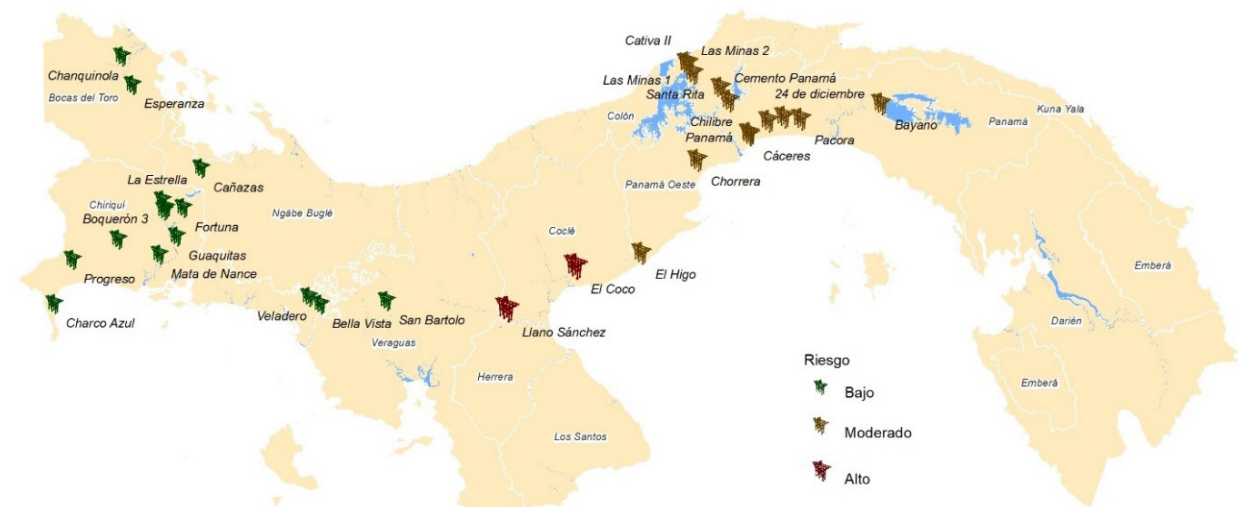 Cativa II
Las Minas 2
Chanquinola
Las Minas 1
Cemento Panamá
Bocas del Toro
Esperanza
Santa Rita
24 de diciembre
Colón
Chilibre
Bayano
Panamá
Kuna Yala
Panamá
Pacora
Cáceres
La Estrella
Cañazas
Panamá Oeste
Chorrera
Chiriquí
Ngäbe Buglé
Boquerón 3
Fortuna
Coclé
Guaquitas
Emberá
Progreso
Mata de Nance
El Higo
El Coco
Charco Azul
Veladero
Bella Vista
San Bartolo
Llano Sánchez
Darién
Veraguas
Riesgo
Herrera
Emberá
Bajo
Moderado
Los Santos
Alto